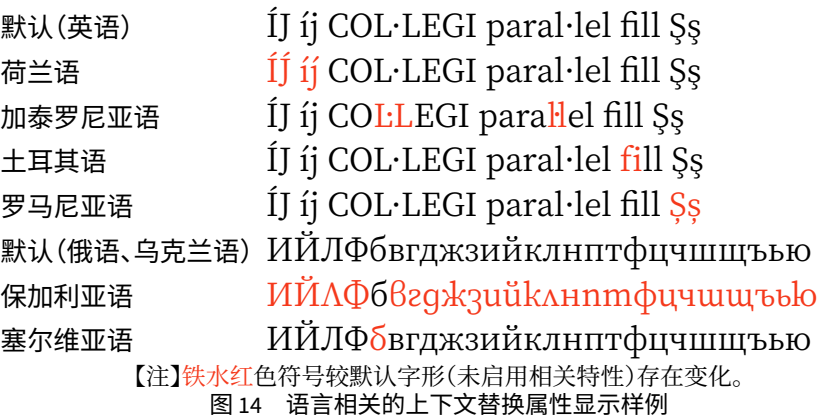 默认（英语） ÍJ íj COL·LEGI paral·lel fill Şş
荷兰语 ÍJ́ íj́ COL·LEGI paral·lel fill Şş
加泰罗尼亚语 ÍJ íj COL·LEGI paral·lel fill Şş
土耳其语 ÍJ íj COL·LEGI paral·lel fill Şş
罗马尼亚语 ÍJ íj COL·LEGI paral·lel fill Șș
默认（俄语、乌克兰语） ИЙЛФбвгджзийклнптфцчшщъью
保加利亚语 ИЙЛФбвгджзийклнптфцчшщъью
塞尔维亚语 ИЙЛФбвгджзийклнптфцчшщъью
【注】铁水红色符号较默认字形（未启用相关特性）存在变化。
图 14 语言相关的上下文替换属性显示样例